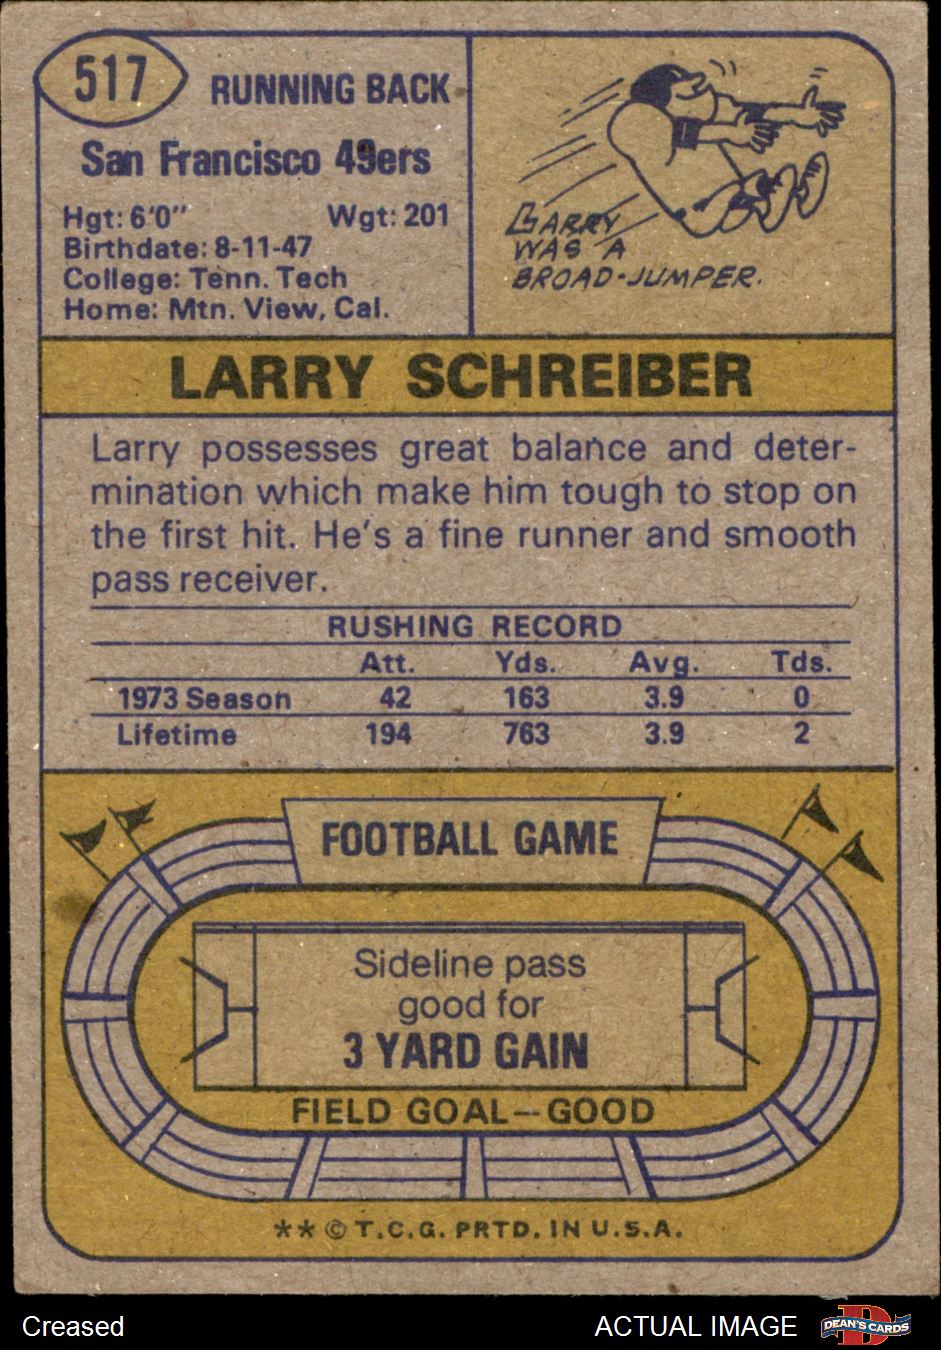 517
RUNNING BACK
San Francisco 49ers
Hgt: 6'0" Wgt: 201
Birthdate: 8-11-47
College: Tenn. Tech
Home: Mtn. View, Cal.
LARRY
WAS A
BROAD-JUMPER.
LARRY SCHREIBER
Larry possesses great balance and deter-
mination which make him tough to stop on
the first hit. He's a fine runner and smooth
pass receiver.
RUSHING RECORD
Att. Yds. Avg. Tds.
1973 Season 42 163 3.9 0
Lifetime 194 763 3.9 2
FOOTBALL GAME
Sideline pass
good for
3 YARD GAIN
FIELD GOAL—GOOD
**© T.C.G. PRTD. IN U.S.A.
Creased ACTUAL IMAGE
DEAN'S CARDS